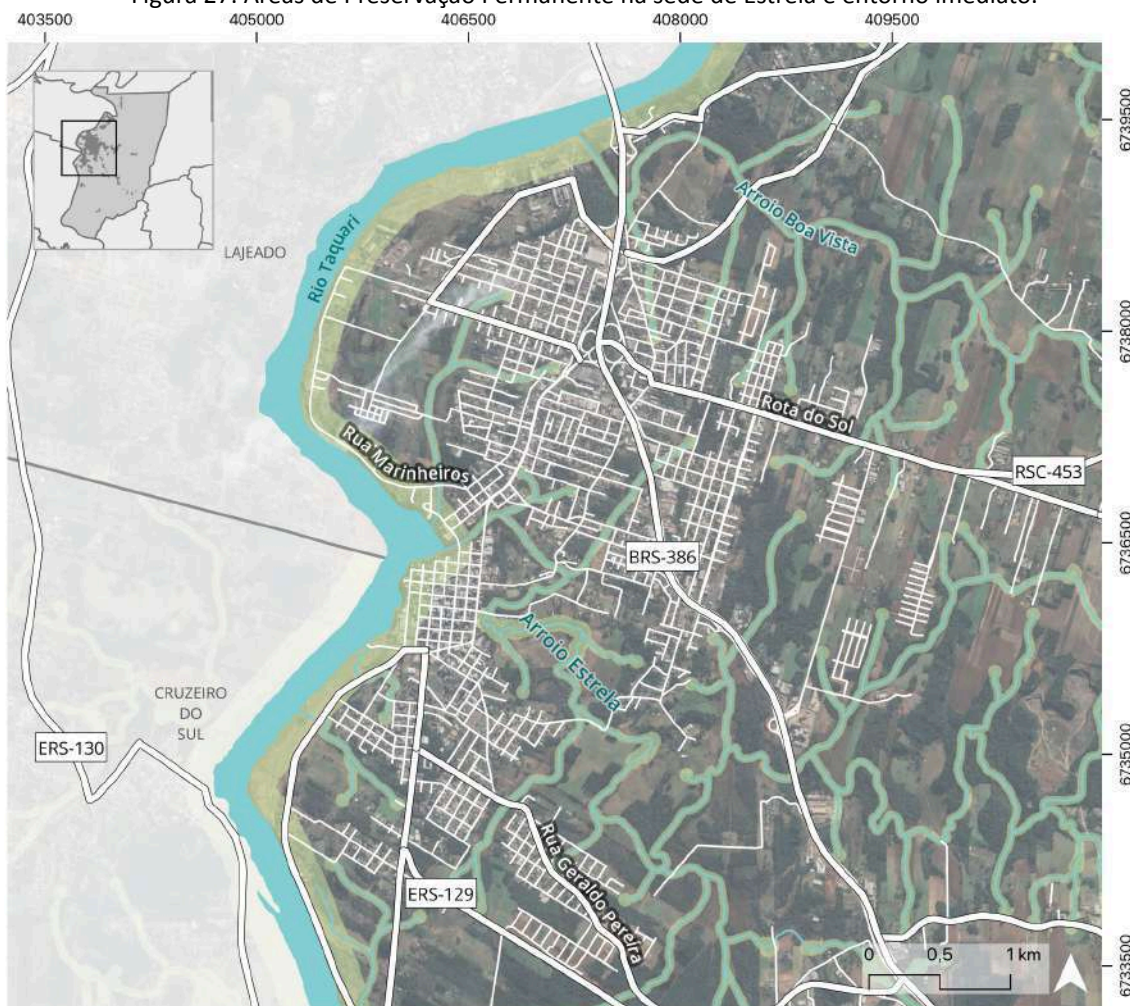 Figura 27: Áreas de Preservação Permanente na sede de Estrela e entorno imediato.
403500
405000
406500
408000
409500
6739500
Arroio Boa Vista
Rio Taquari
LAJEADO
6738000
Rota do Sol
Rua Marinheiros
RSC-453
6736500
BRS-386
Arroio Estrela
CRUZEIRO
DO
SUL
ERS-130
6735000
Rua Geraldo Pereira
ERS-129
0 0,5 1 km
6733500